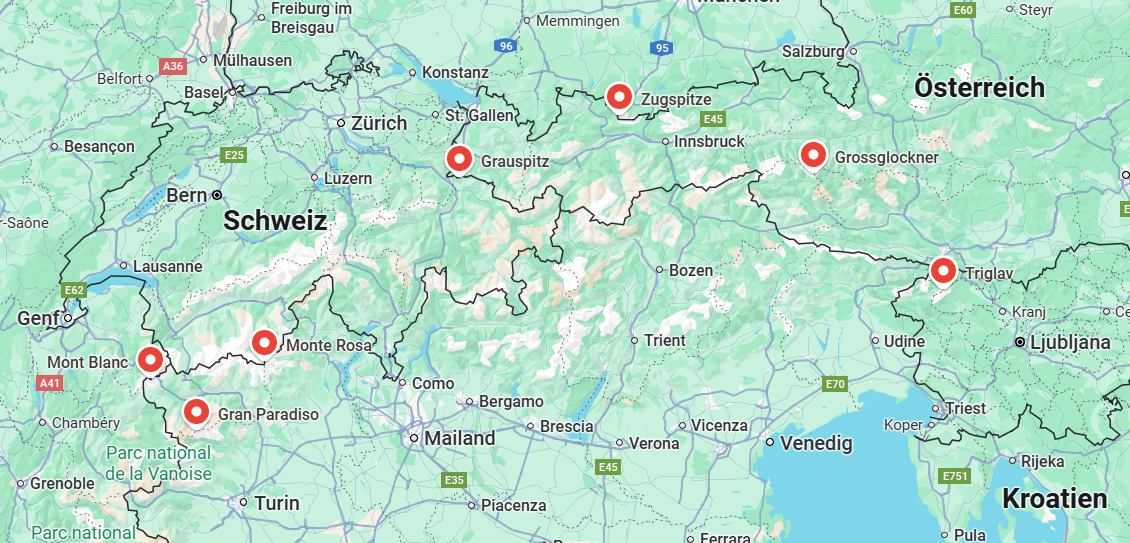 Freiburg im
Breisgau
Memmingen
E60
Steyr
96
95
Salzburg
A36
Mülhausen
Belfort
Konstanz
Basel
Österreich
Zugspitze
St. Gallen
E45
Zürich
Innsbruck
Besançon
E25
Grauspitz
Grossglockner
Luzern
Bern
Schweiz
-Saône
Lausanne
Bozen
Triglav
E62
Genf
Kranj
Ce
Mont Blanc
Monte Rosa
Trient
Udine
Ljubljana
A41
Como
E70
Bergamo
Gran Paradiso
Triest
Chambéry
Brescia
Vicenza
Koper
Mailand
Verona
Venedig
Parc national
de la Vanoise
E45
Rijeka
Grenoble
E35
E751
Turin
Piacenza
Kroatien
Parc national
Ferrara
Pula